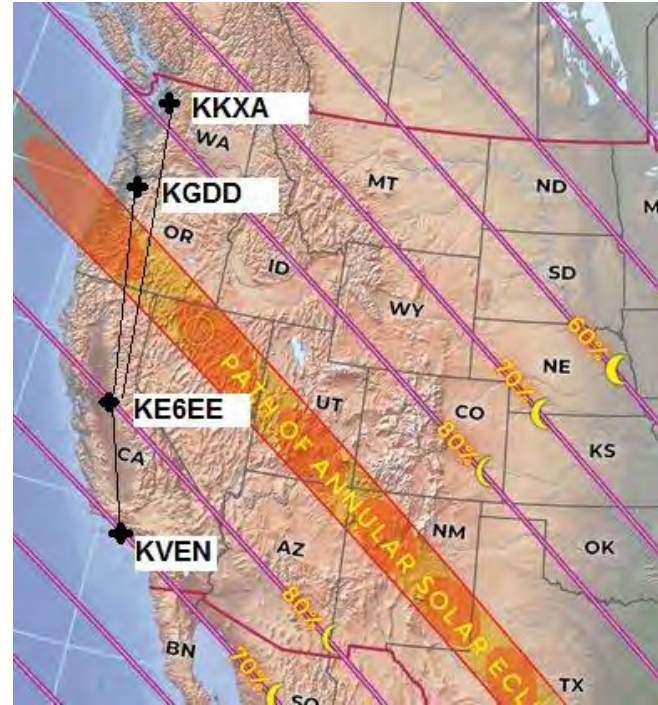 KKXA
WA
KGDD
MT
ND
M
OR
ID
SD
WY
60%
NE
PATH OF ANNULAR SOLAR ECL
70%
KE6EE
UT
CO
80%
KS
CA
KVEN
AZ
NM
OK
80%
BN
70%
SO
TX